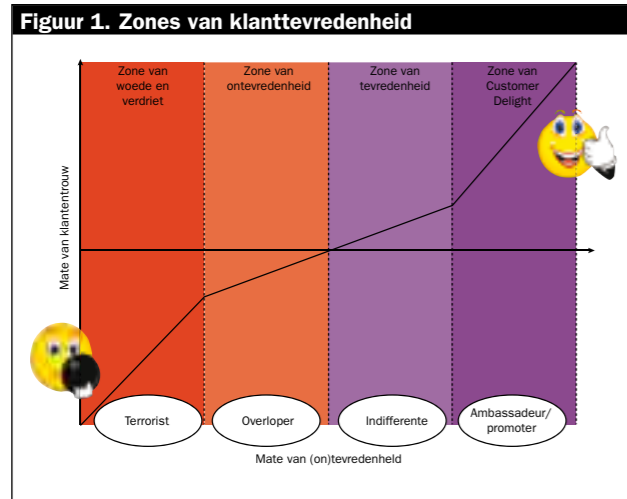 Figuur 1. Zones van klanttevredenheid
Zone van
woede en
verdriet
Zone van
ontevredenheid
Zone van
tevredenheid
Zone van
Customer
Delight
Mate van klantentrouw
Terrorist
Overloper
Indifferente
Ambassadeur/
promoter
Mate van (on)tevredenheld